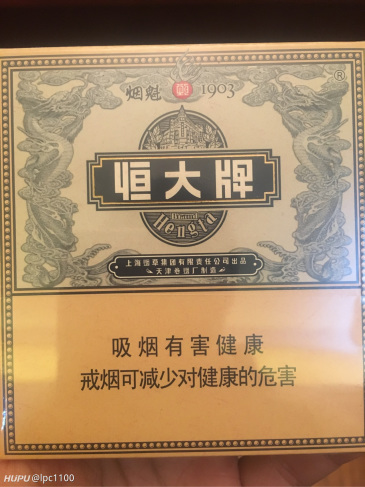 烟魁 1903
®
恒大牌
Hengta
上海烟草集团有限责任公司出品
天津卷烟厂制造
吸烟有害健康
戒烟可减少对健康的危害
HUPU@lpc1100